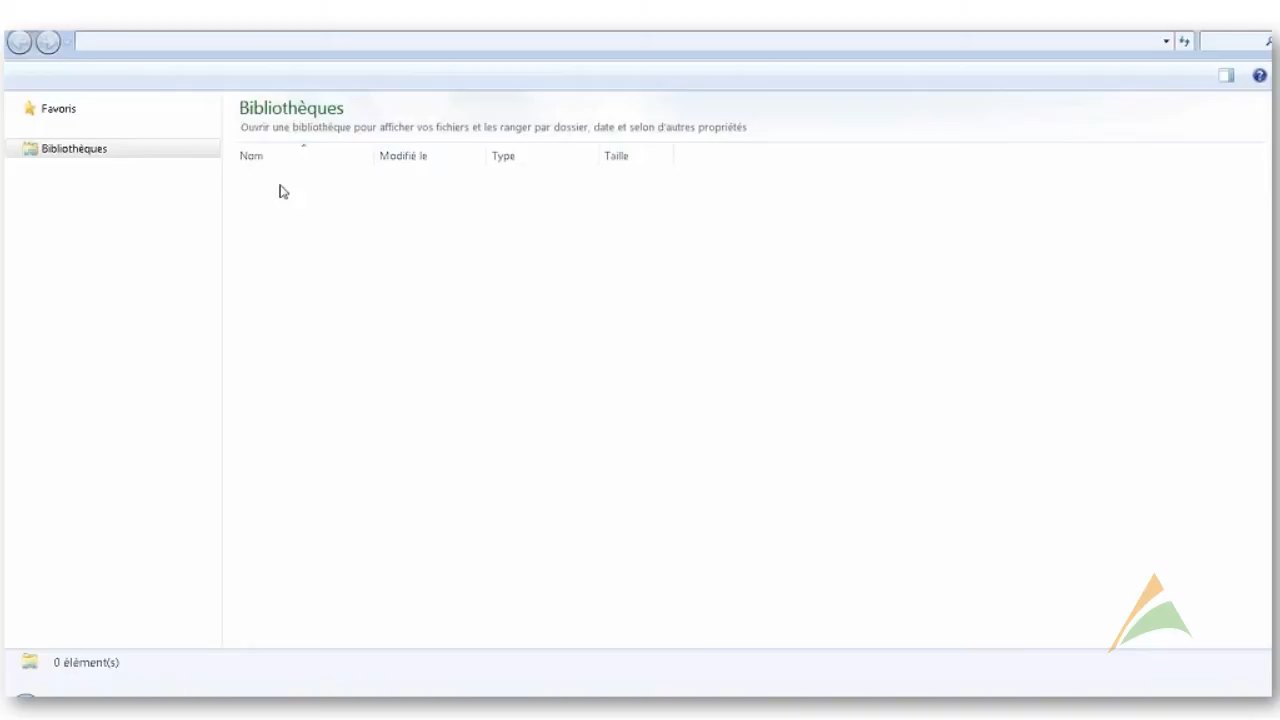 Favoris
Bibliothèques
Bibliothèques
Ouvrir une bibliothèque pour afficher vos fichiers et les ranger par dossier, date et selon d'autres propriétés
Nom Modifié le Type Taille
0 élément(s)